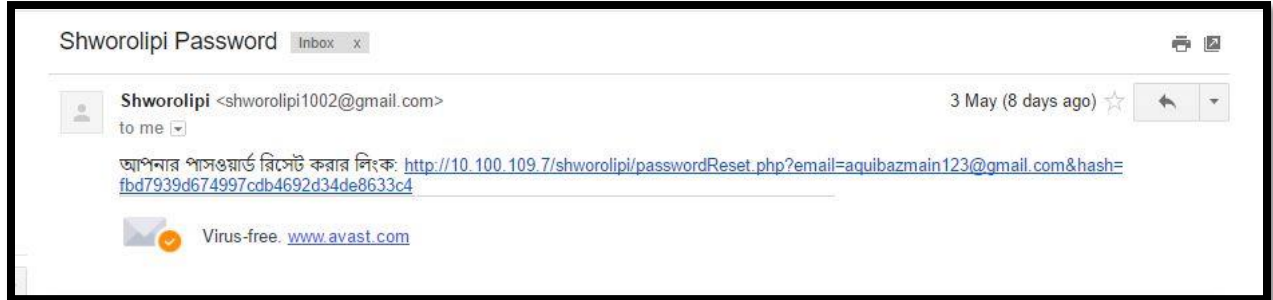 Shworolipi Password Inbox x
Shworolipi <shworolipi1002@gmail.com> 3 May (8 days ago)
to me
আপনার পাসওয়ার্ড রিসেট করার লিংক: http://10.100.109.7/shworolipi/passwordReset.php?email=aquibazmain123@gmail.com&hash=
fbd7939d674997cdb4692d34de8633c4
Virus-free. www.avast.com